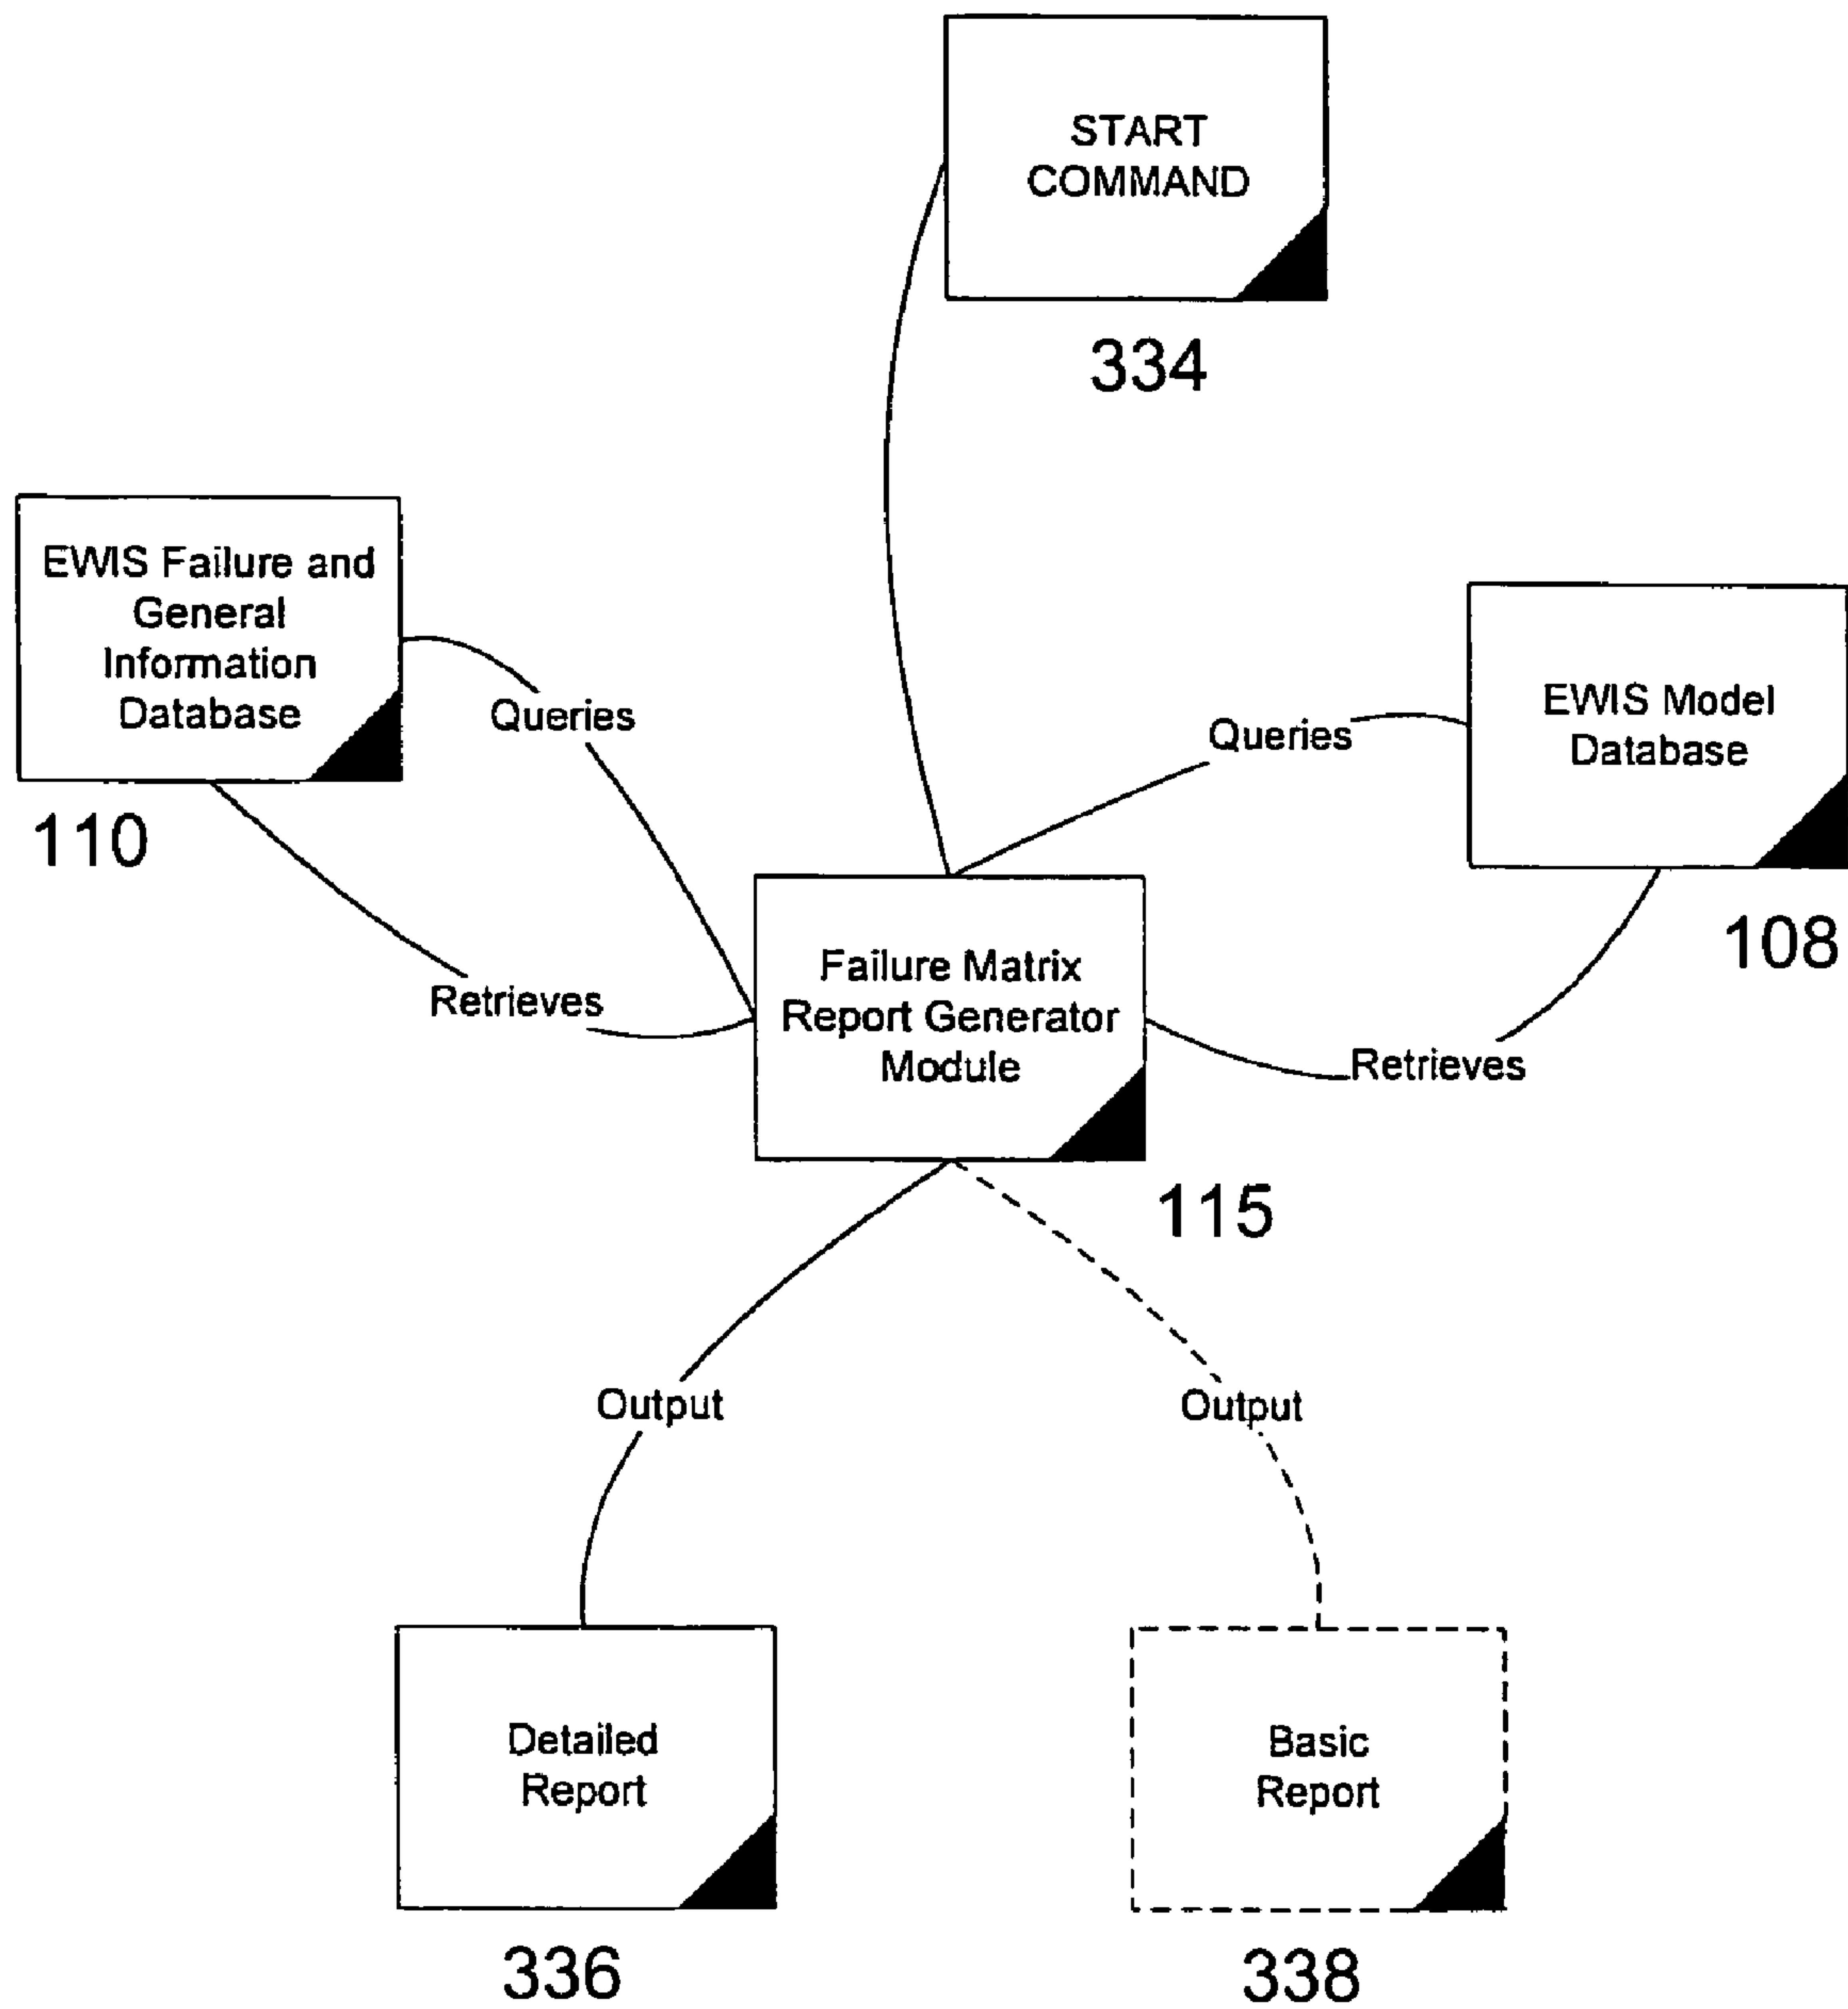 START
COMMAND
334
EWIS Failure and
General
Information
Database
110
Queries
Retrieves
Queries
EWIS Model
Database
108
Retrieves
Failure Matrix
Report Generator
Module
115
Output
Output
Detailed
Report
336
Basic
Report
338